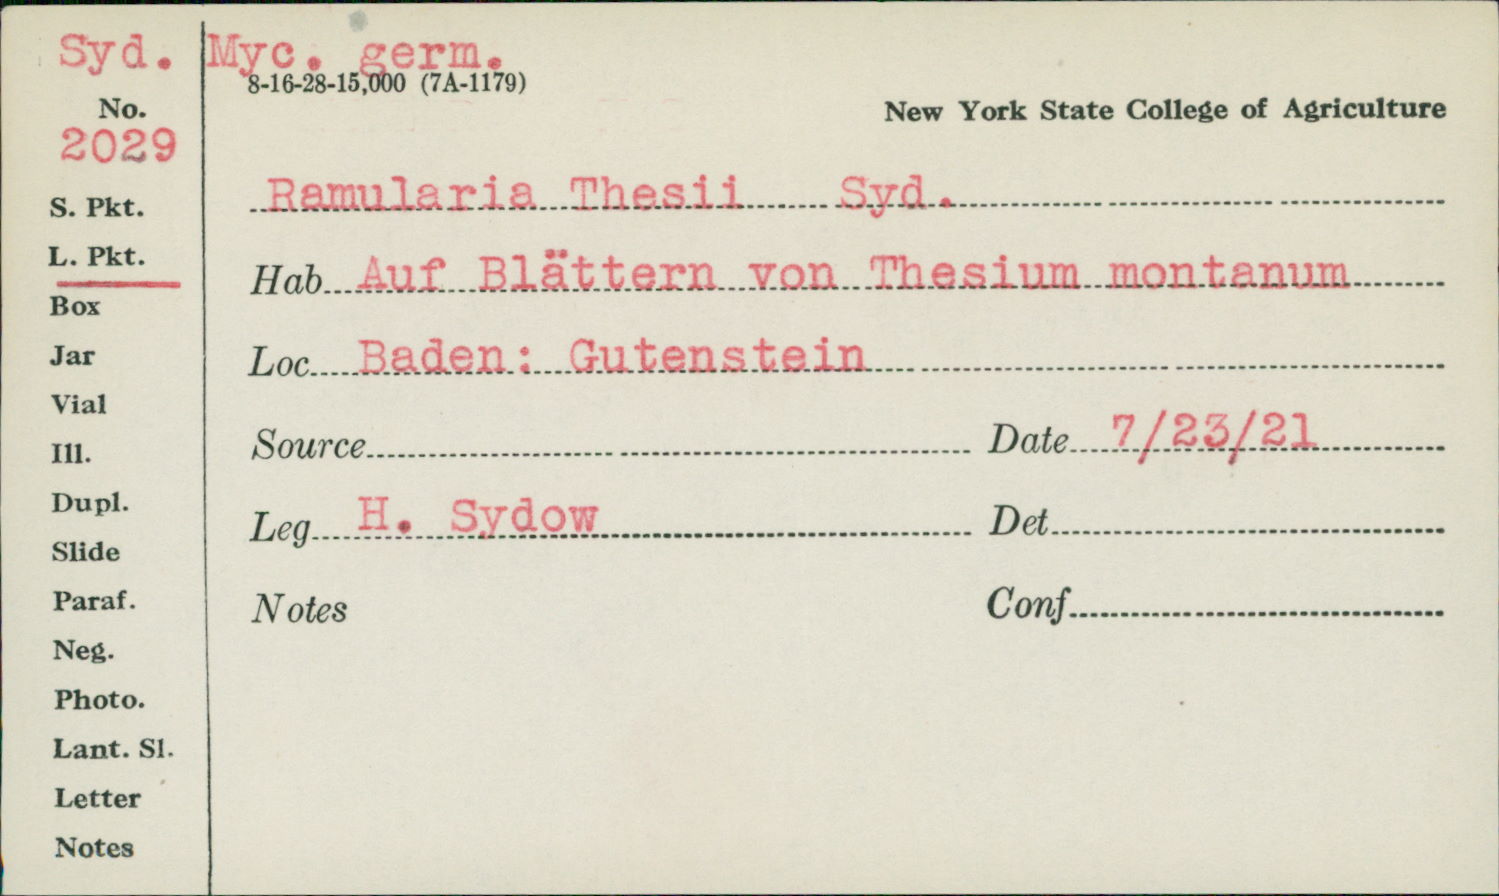 Syd. Myc. germ.
8-16-28-15,000 (7A-1179)
No.
New York State College of Agriculture
2029
Ramularia Thesii Syd.
S. Pkt.
L. Pkt.
Hab Auf Blättern von Thesium montanum
Box
Jar
Loc Baden: Gutenstein
Vial
Source Date 7/23/21
Ill.
Dupl.
Leg H. Sydow Det
Slide
Paraf.
Notes Conf
Neg.
Photo.
Lant. Sl.
Letter
Notes